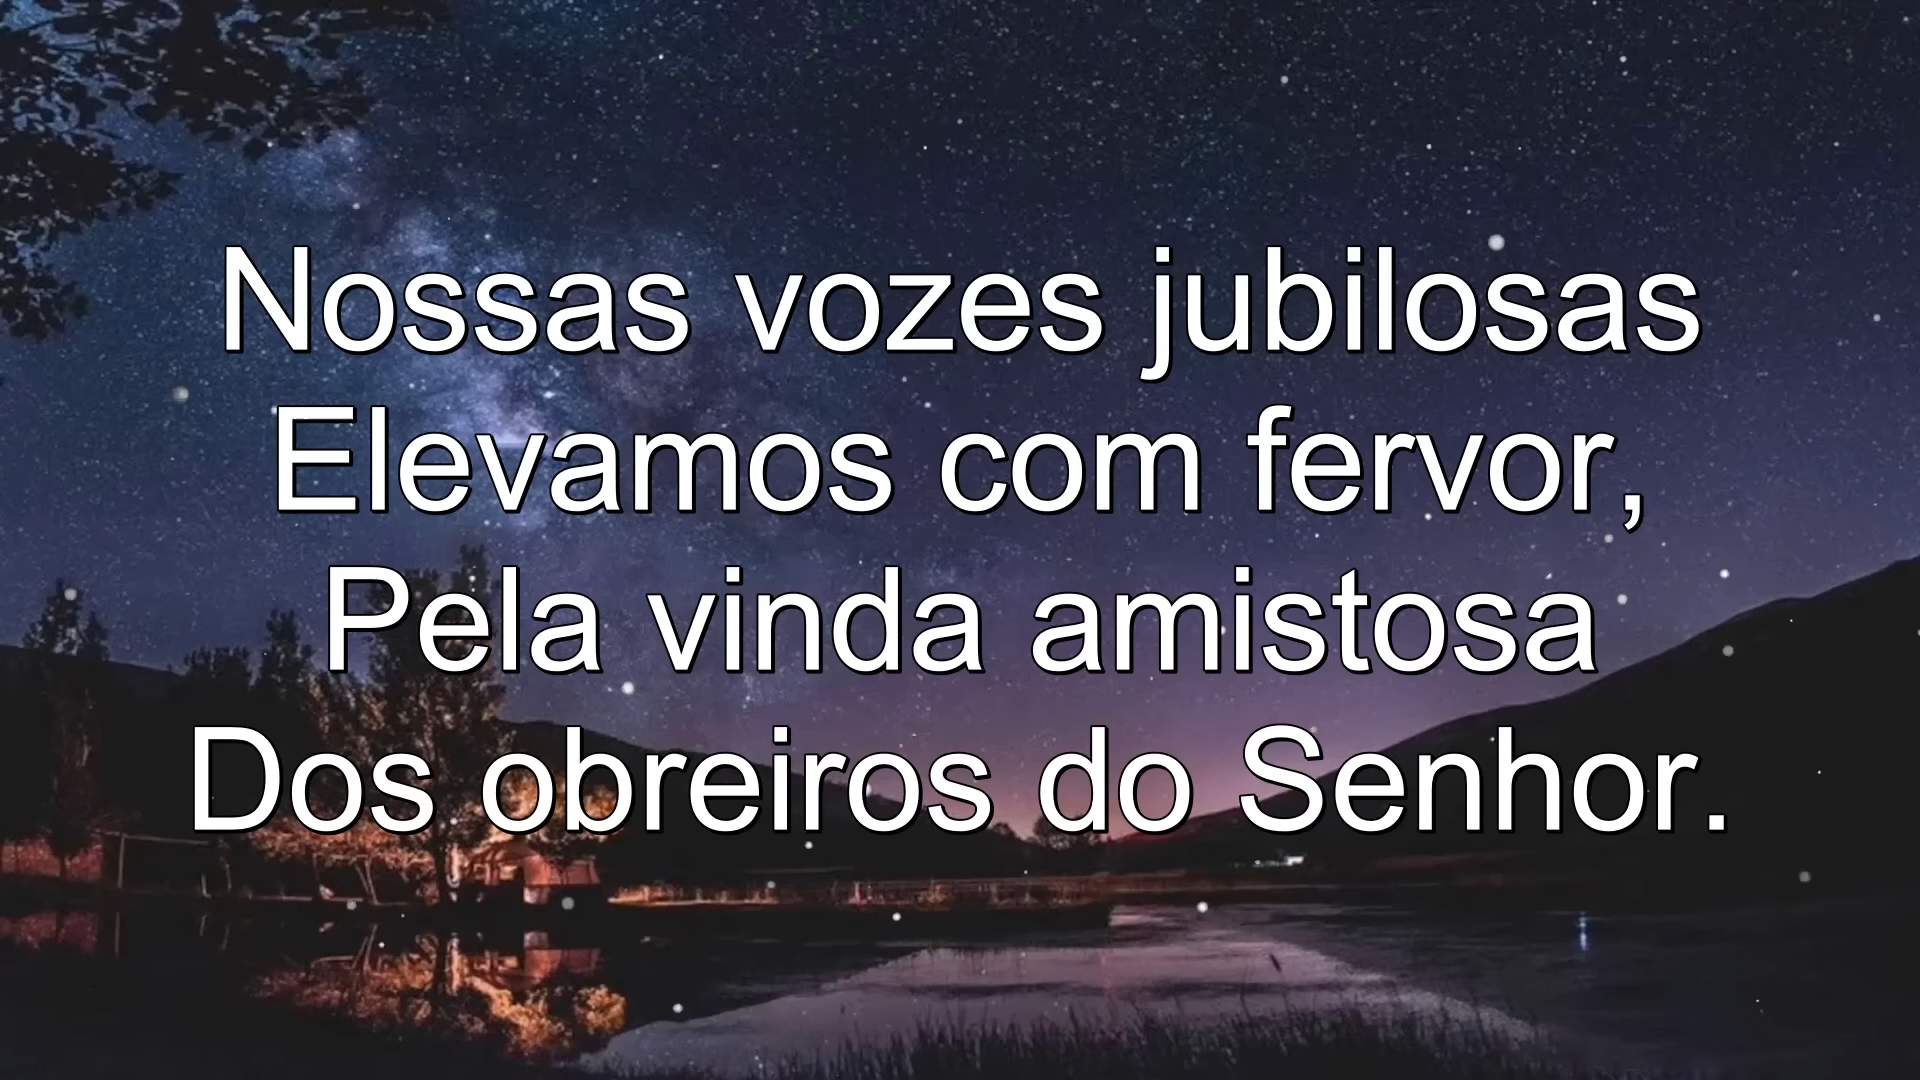 Nossas vozes jubilosas
Elevamos com fervor,
Pela vinda amistosa
Dos obreiros do Senhor.